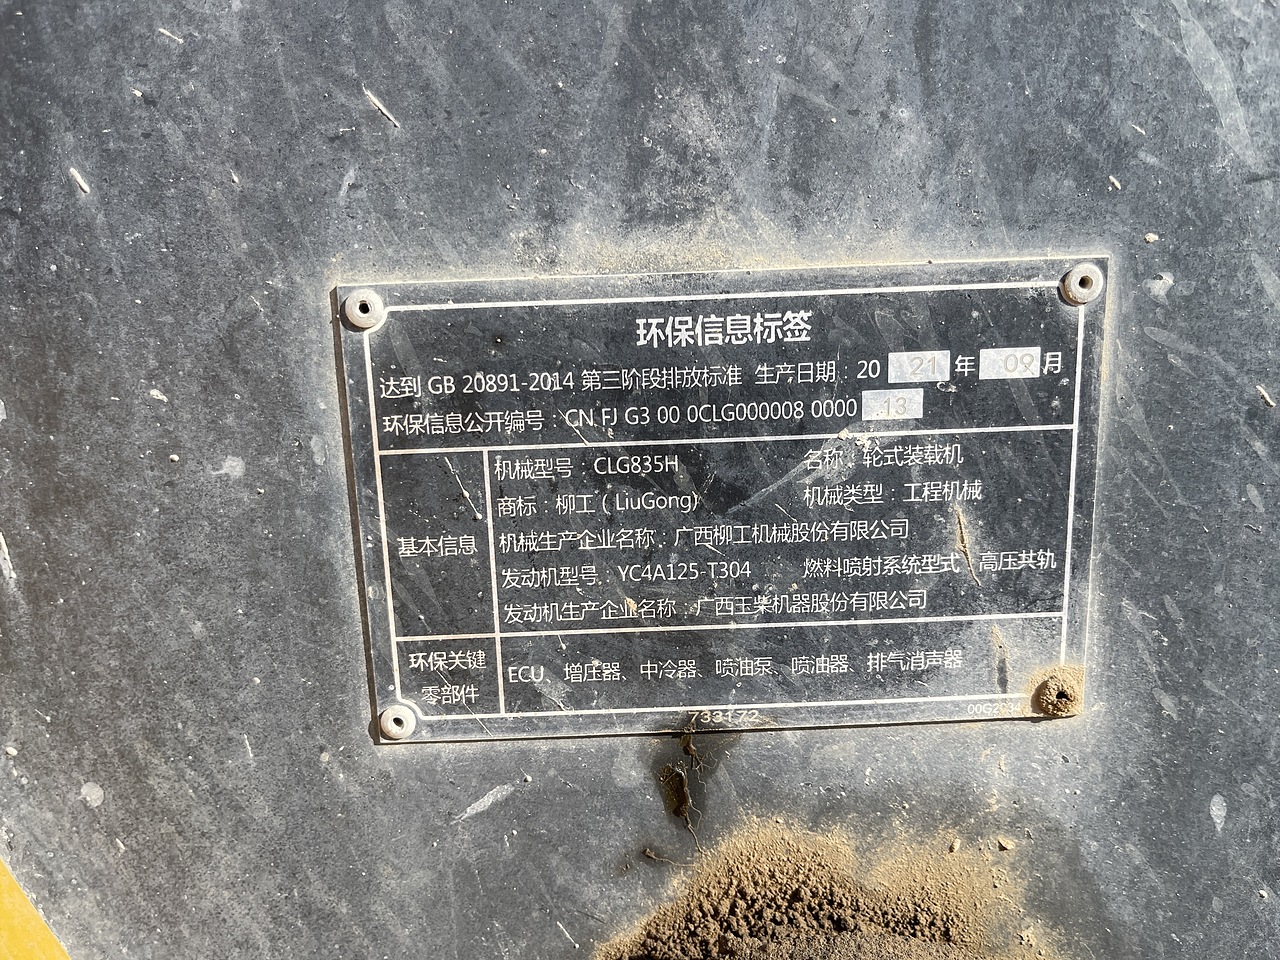 环保信息标签
达到 GB 20891-2014 第三阶段排放标准 生产日期：2021年09月
环保信息公开编号：CN FJ G3 00 0CLG000008 0000 13
机械型号：CLG835H 名称：轮式装载机
商标：柳工（LiuGong） 机械类型：工程机械
基本信息
机械生产企业名称：广西柳工机械股份有限公司
发动机型号：YC4A125-T304 燃料喷射系统型式：高压共轨
发动机生产企业名称：广西玉柴机器股份有限公司
环保关键
零部件
ECU、增压器、中冷器、喷油泵、喷油器、排气消声器
733172